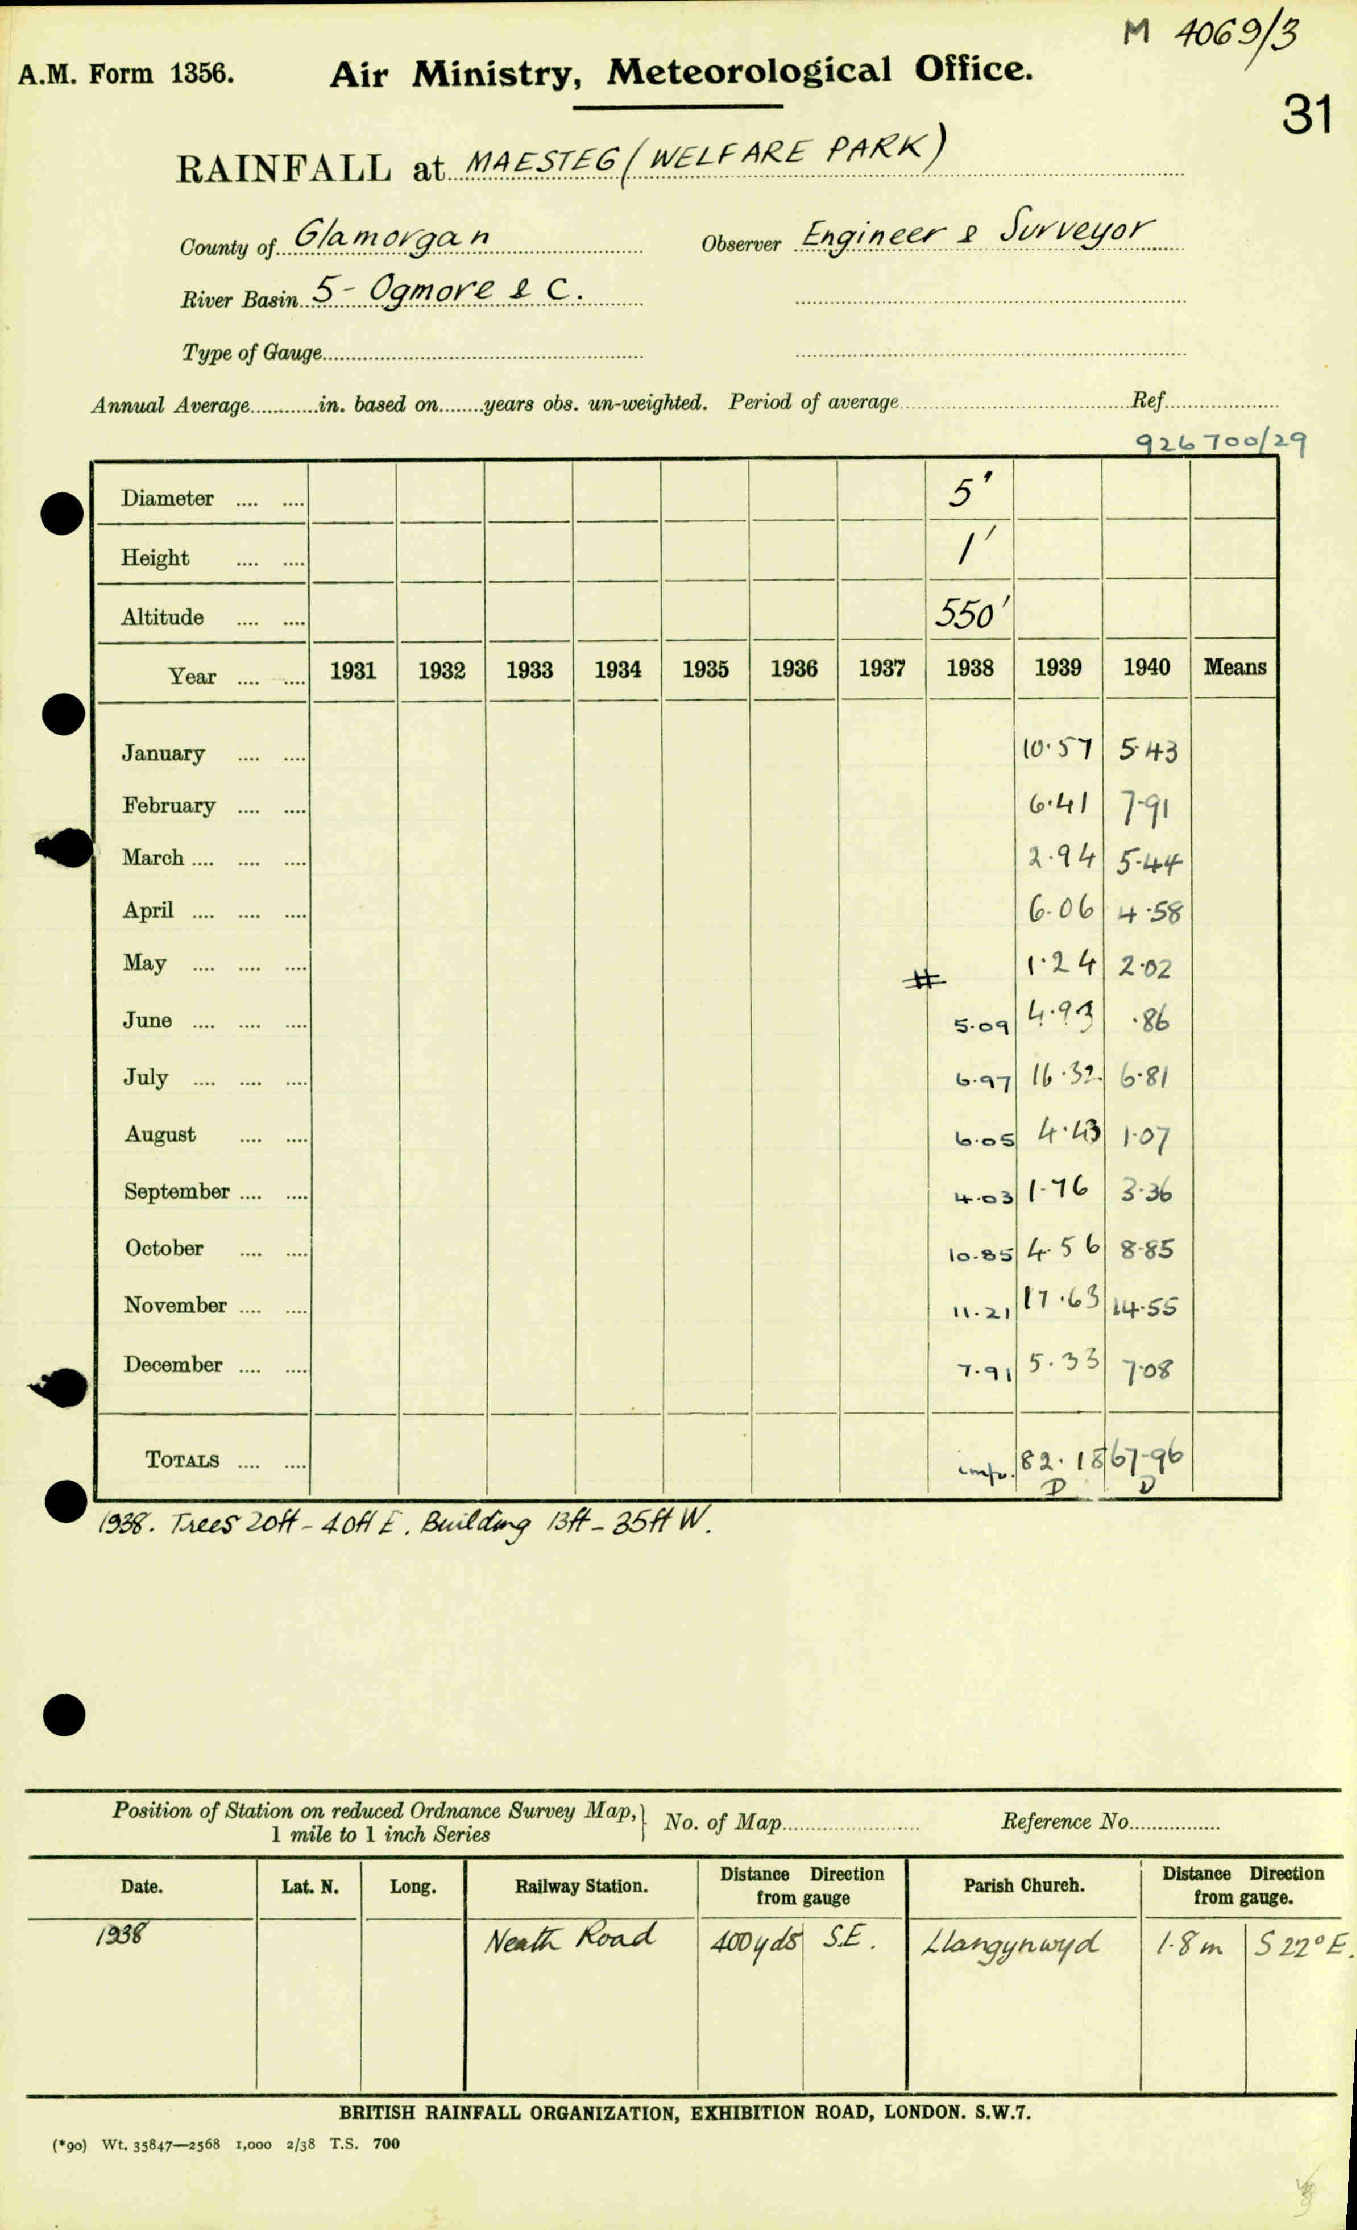 M 4069/3
A.M. Form 1356. Air Ministry, Meteorological Office.
31
RAINFALL at MAESTEG (WELFARE PARK)
County of Glamorgan Observer Engineer & Surveyor
River Basin 5 - Ogmore & C.
Type of Gauge
Annual Average in. based on years obs. un-weighted. Period of average Ref.
926700/29
Diameter 5"
Height 1'
Altitude 550'
Year 1931 1932 1933 1934 1935 1936 1937 1938 1939 1940 Means
January 10.57 5.43
February 6.41 7.91
March 2.94 5.44
April 6.06 4.58
May 1.24 2.02
June 5.09 4.93 .86
July 6.97 16.32 6.81
August 6.05 4.43 1.07
September 4.03 1.76 3.36
October 10.85 4.56 8.85
November 11.21 17.63 14.55
December 7.91 5.33 7.08
TOTALS 82.18 67.96
D D
1938. Trees 20ft - 40ft E. Building 13ft - 35ft W.
Position of Station on reduced Ordnance Survey Map, No. of Map Reference No.
1 mile to 1 inch Series
Date. Lat. N. Long. Railway Station. Distance Direction from gauge Parish Church. Distance Direction from gauge.
1938 Neath Road 400yds S.E. Llangynwyd 1.8m S 22° E.
BRITISH RAINFALL ORGANIZATION, EXHIBITION ROAD, LONDON. S.W.7.
(*90) Wt. 35847—2568 1,000 2/38 T.S. 700